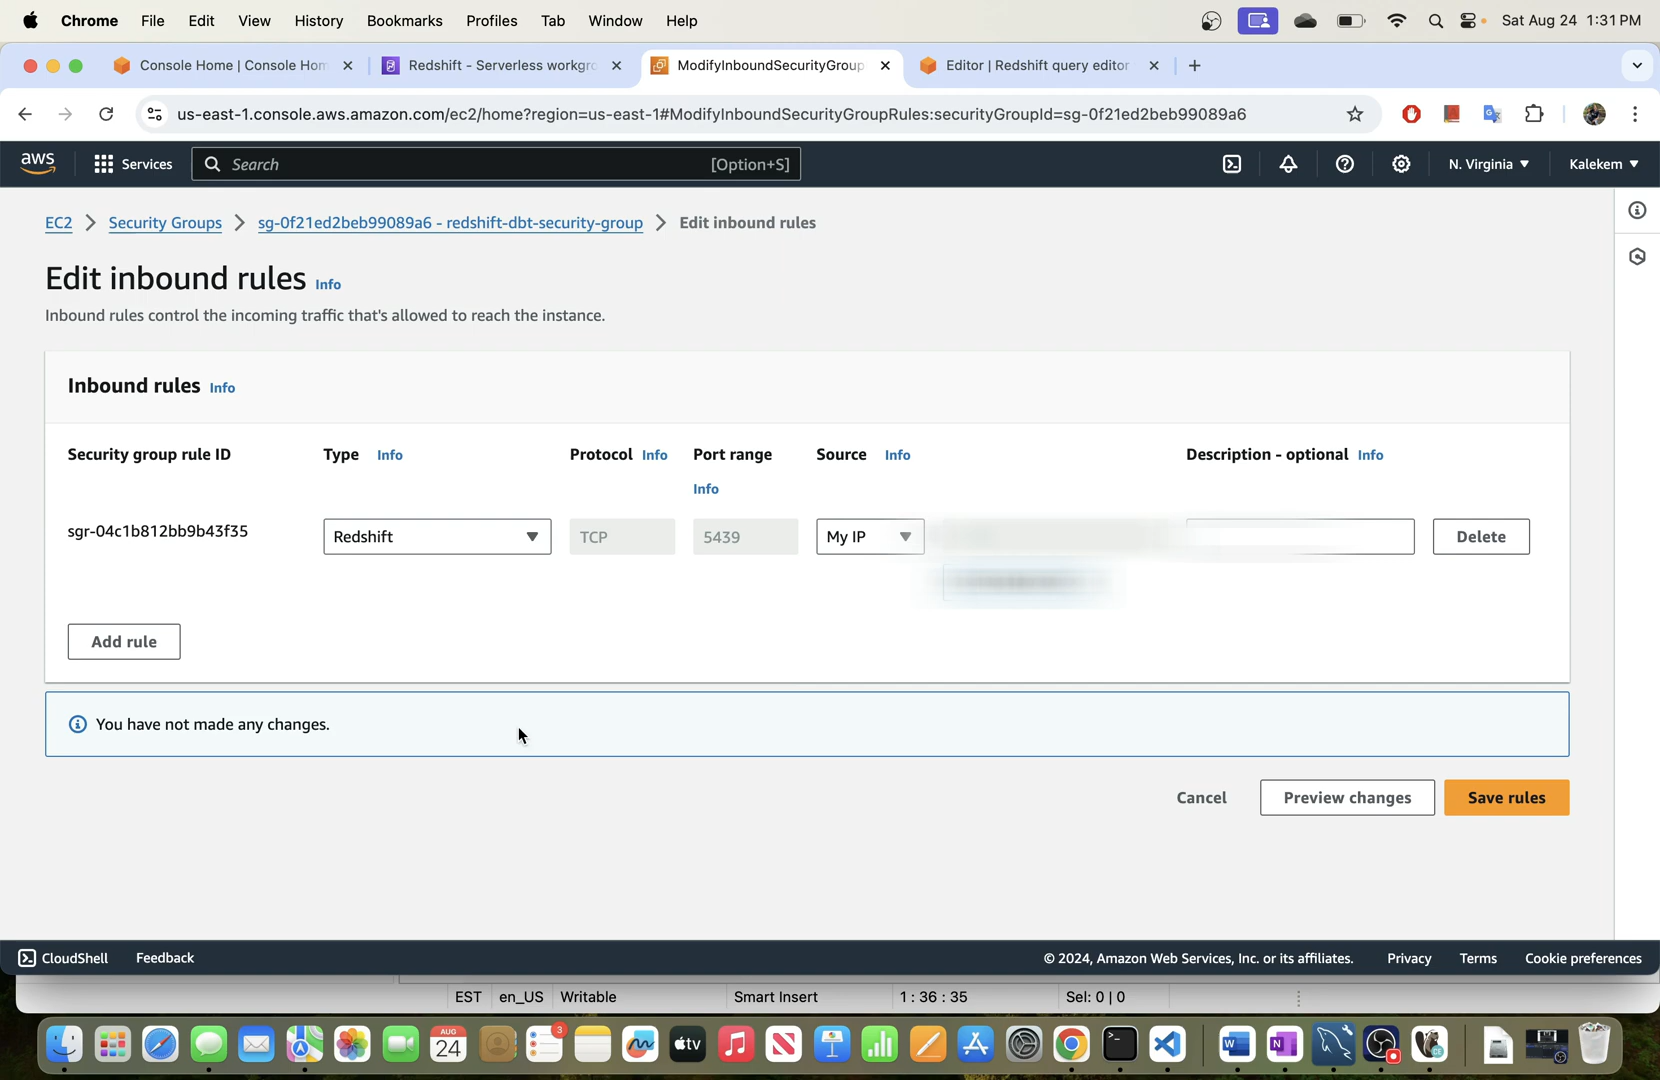 Chrome File Edit View History Bookmarks Profiles Tab Window Help Sat Aug 24 1:31 PM
Console Home | Console Hom Redshift - Serverless workgro ModifyInboundSecurityGroup Editor | Redshift query editor
us-east-1.console.aws.amazon.com/ec2/home?region=us-east-1#ModifyInboundSecurityGroupRules:securityGroupId=sg-0f21ed2beb99089a6
aws Services Search [Option+S] N. Virginia Kalekem
EC2 Security Groups sg-0f21ed2beb99089a6 - redshift-dbt-security-group Edit inbound rules
Edit inbound rules Info
Inbound rules control the incoming traffic that's allowed to reach the instance.
Inbound rules Info
Security group rule ID Type Info Protocol Info Port range Source Info Description - optional Info
Info
sgr-04c1b812bb9b43f35 Redshift TCP 5439 My IP Delete
Add rule
You have not made any changes.
Cancel Preview changes Save rules
CloudShell Feedback © 2024, Amazon Web Services, Inc. or its affiliates. Privacy Terms Cookie preferences
EST en_US Writable Smart Insert 1 : 36 : 35 Sel: 0 | 0
AUG
24
3
tv
W
N